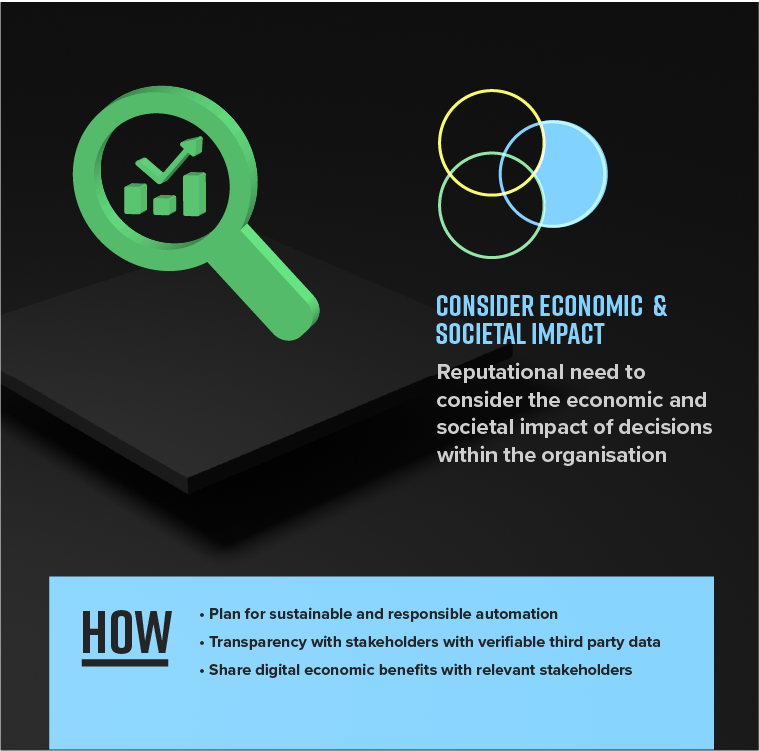 CONSIDER ECONOMIC &
SOCIETAL IMPACT
Reputational need to
consider the economic and
societal impact of decisions
within the organisation
HOW
• Plan for sustainable and responsible automation
• Transparency with stakeholders with verifiable third party data
• Share digital economic benefits with relevant stakeholders